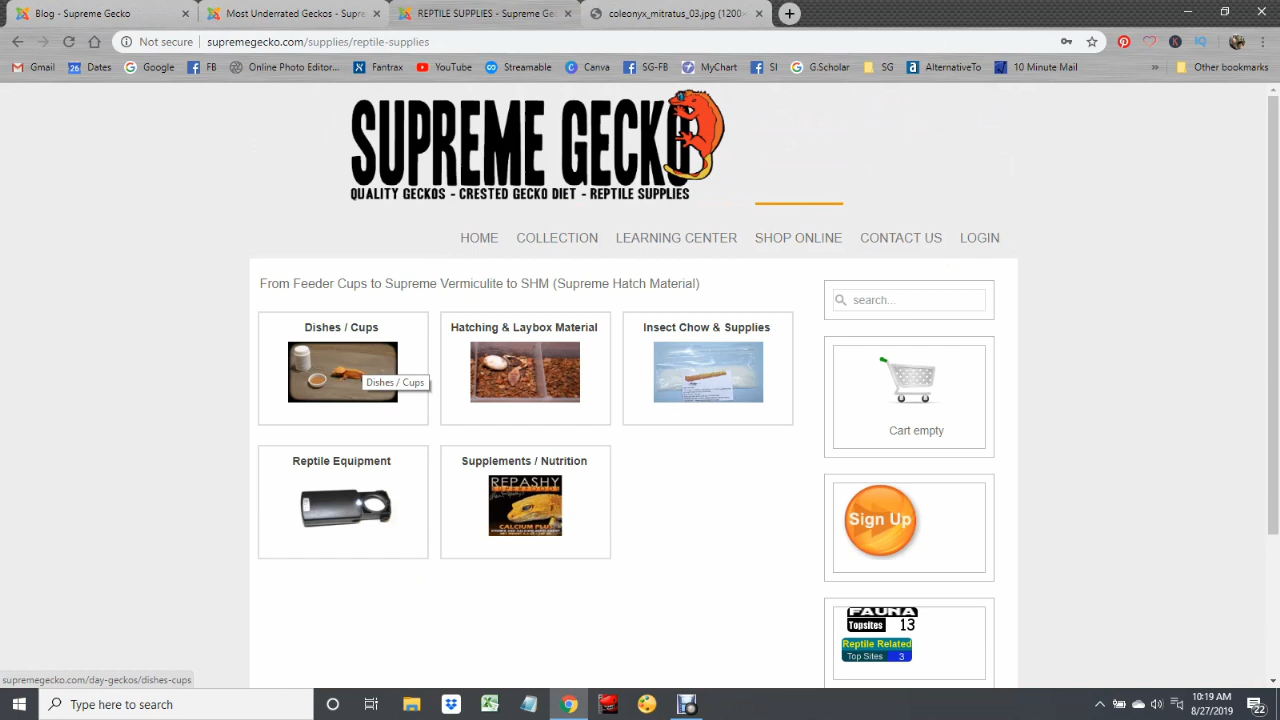 Blog - Supreme Gecko
Most Underrated Geckos - Supre
REPTILE SUPPLIES - Supreme Ge
coleonyx_mitratus_03.jpg (1200×
Not secure
supremegecko.com/supplies/reptile-supplies
Gmail
Dates
Google
FB
Online Photo Editor...
Fantrax
YouTube
Streamable
Canva
SG-FB
MyChart
SI
G.Scholar
SG
AlternativeTo
10 Minute Mail
»
Other bookmarks
SUPREME GECKO
QUALITY GECKOS - CRESTED GECKO DIET - REPTILE SUPPLIES
HOME
COLLECTION
LEARNING CENTER
SHOP ONLINE
CONTACT US
LOGIN
From Feeder Cups to Supreme Vermiculite to SHM (Supreme Hatch Material)
search...
Dishes / Cups
Hatching & Laybox Material
Insect Chow & Supplies
Dishes / Cups
Cart empty
Reptile Equipment
Supplements / Nutrition
REPASHY
SUPERFOODS
CALCIUM PLUS
Sign Up
FAUNA
Topsites 13
Reptile Related
Top Sites 3
supremegecko.com/day-geckos/dishes-cups
Type here to search
10:19 AM
8/27/2019
22